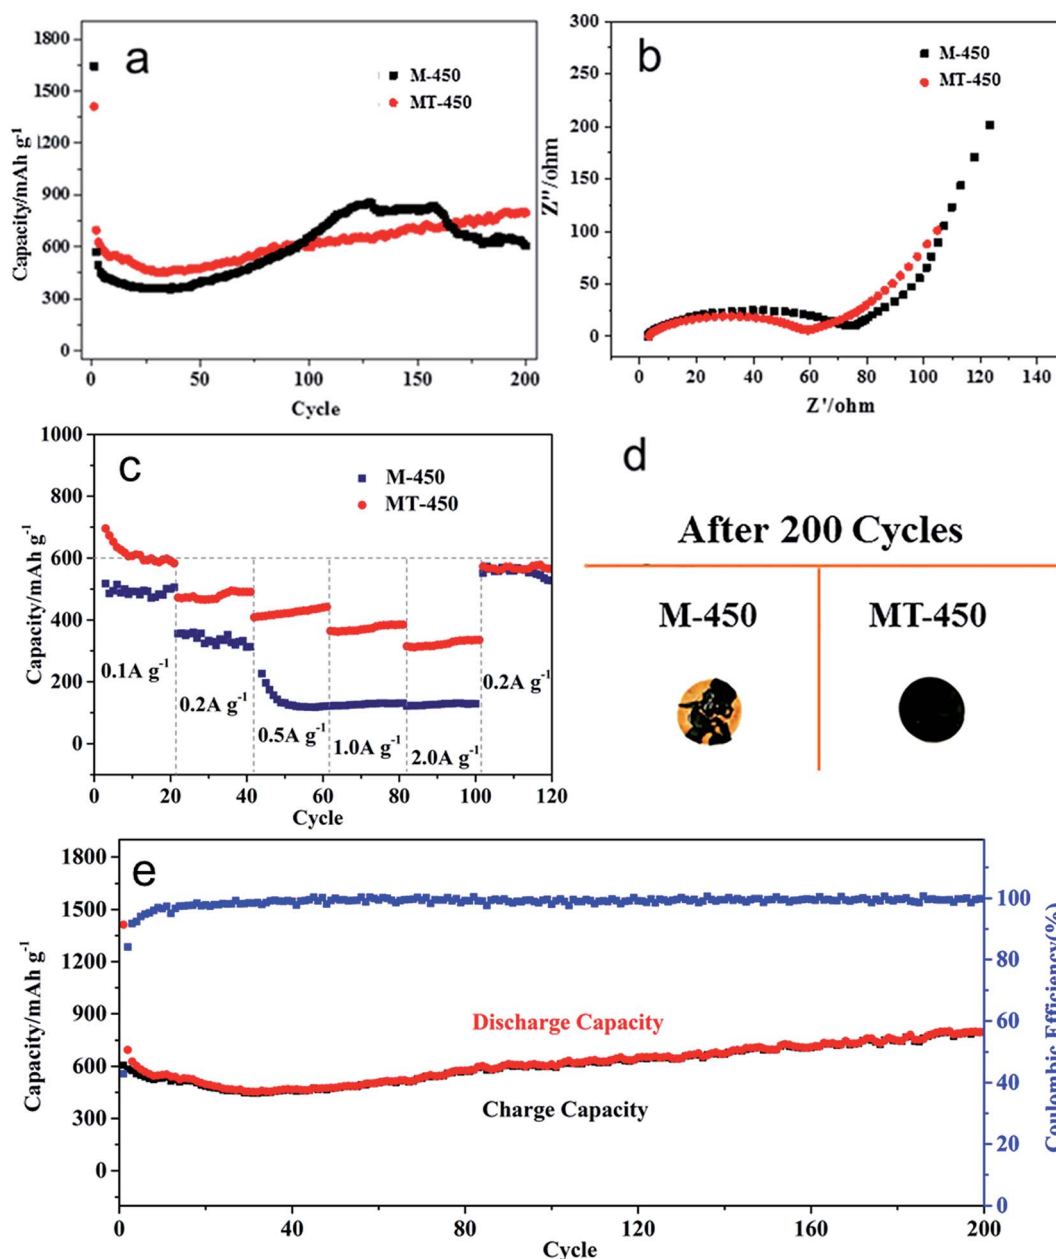 a
M-450
MT-450
Capacity/mAh g-1
1800
1500
1200
900
600
300
0
0 50 100 150 200
Cycle
b
M-450
MT-450
Z''/ohm
300
250
200
150
100
50
0
0 20 40 60 80 100 120 140
Z'/ohm
c
M-450
MT-450
Capacity/mAh g-1
1000
800
600
400
200
0
0.1A g-1
0.2A g-1
0.5A g-1
1.0A g-1
2.0A g-1
0.2A g-1
0 20 40 60 80 100 120
Cycle
d
After 200 Cycles
M-450 MT-450
e
Capacity/mAh g-1
1800
1500
1200
900
600
300
0
Discharge Capacity
Charge Capacity
100
80
60
40
20
0
Coulombic Efficiency(%)
0 40 80 120 160 200
Cycle